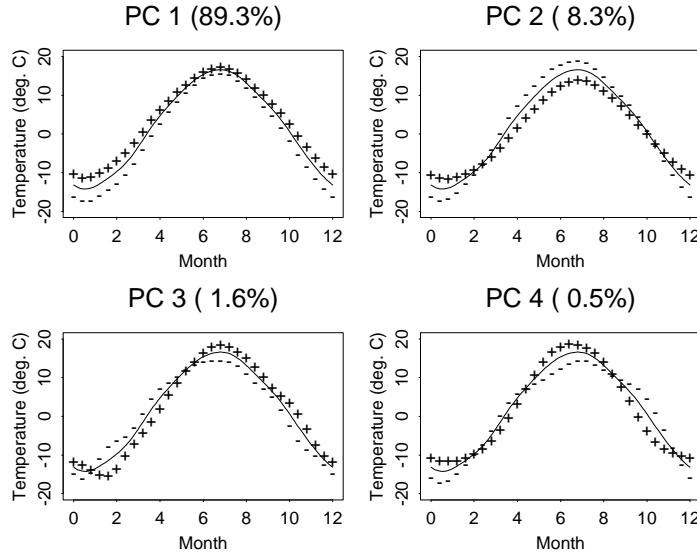 PC 1 (89.3%)
Temperature (deg. C)
20
10
0
-10
-20
0 2 4 6 8 10 12
Month
PC 2 ( 8.3%)
Temperature (deg. C)
20
10
0
-10
-20
0 2 4 6 8 10 12
Month
PC 3 ( 1.6%)
Temperature (deg. C)
20
10
0
-10
-20
0 2 4 6 8 10 12
Month
PC 4 ( 0.5%)
Temperature (deg. C)
20
10
0
-10
-20
0 2 4 6 8 10 12
Month